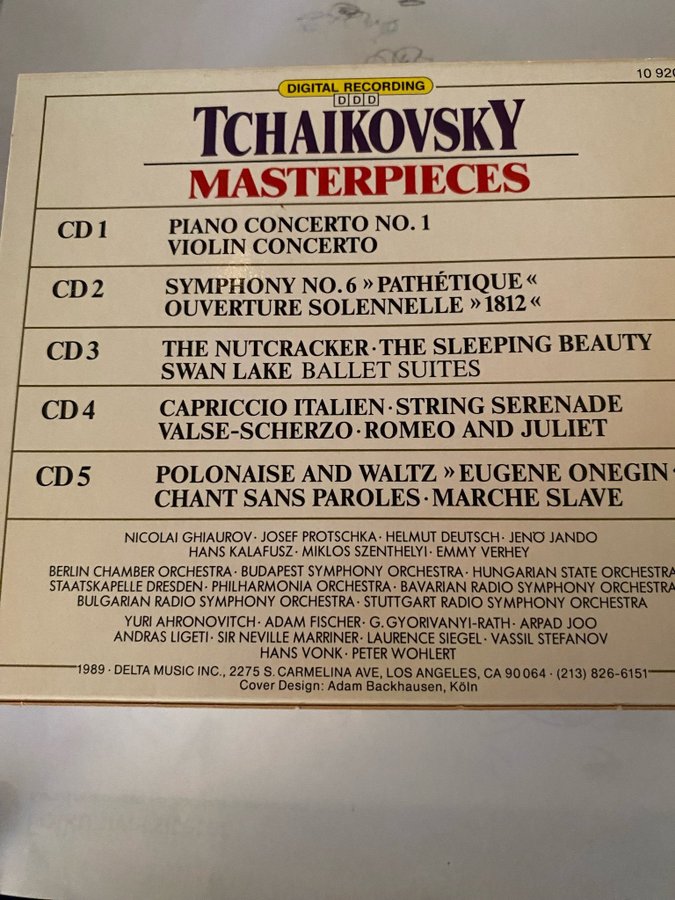 10 920
DIGITAL RECORDING
DDD
TCHAIKOVSKY
MASTERPIECES
CD 1 PIANO CONCERTO NO. 1
VIOLIN CONCERTO
CD 2 SYMPHONY NO. 6 »PATHÉTIQUE«
OUVERTURE SOLENNELLE »1812«
CD 3 THE NUTCRACKER · THE SLEEPING BEAUTY
SWAN LAKE BALLET SUITES
CD 4 CAPRICCIO ITALIEN · STRING SERENADE
VALSE-SCHERZO · ROMEO AND JULIET
CD 5 POLONAISE AND WALTZ »EUGENE ONEGIN
CHANT SANS PAROLES · MARCHE SLAVE
NICOLAI GHIAUROV · JOSEF PROTSCHKA · HELMUT DEUTSCH · JENÖ JANDO
HANS KALAFUSZ · MIKLOS SZENTHELYI · EMMY VERHEY
BERLIN CHAMBER ORCHESTRA · BUDAPEST SYMPHONY ORCHESTRA · HUNGARIAN STATE ORCHESTRA
STAATSKAPELLE DRESDEN · PHILHARMONIA ORCHESTRA · BAVARIAN RADIO SYMPHONY ORCHESTRA
BULGARIAN RADIO SYMPHONY ORCHESTRA · STUTTGART RADIO SYMPHONY ORCHESTRA
YURI AHRONOVITCH · ADAM FISCHER · G. GYORIVANYI-RATH · ARPAD JOO
ANDRAS LIGETI · SIR NEVILLE MARRINER · LAURENCE SIEGEL · VASSIL STEFANOV
HANS VONK · PETER WOHLERT
1989 · DELTA MUSIC INC., 2275 S. CARMELINA AVE, LOS ANGELES, CA 90064 · (213) 826-6151
Cover Design: Adam Backhausen, Köln